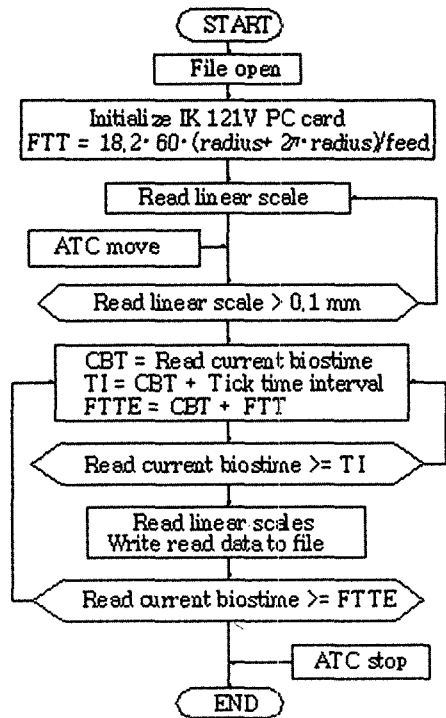 START
File open
Initialize IK 121V PC card
FTT = 18,2· 60· (radius+ 2π· radius)/feed
Read linear scale
ATC move
Read linear scale > 0,1 mm
CBT = Read current biostime
TI = CBT + Tick time interval
FTTE = CBT + FTT
Read current biostime >= TI
Read linear scales
Write read data to file
Read current biostime >= FTTE
ATC stop
END